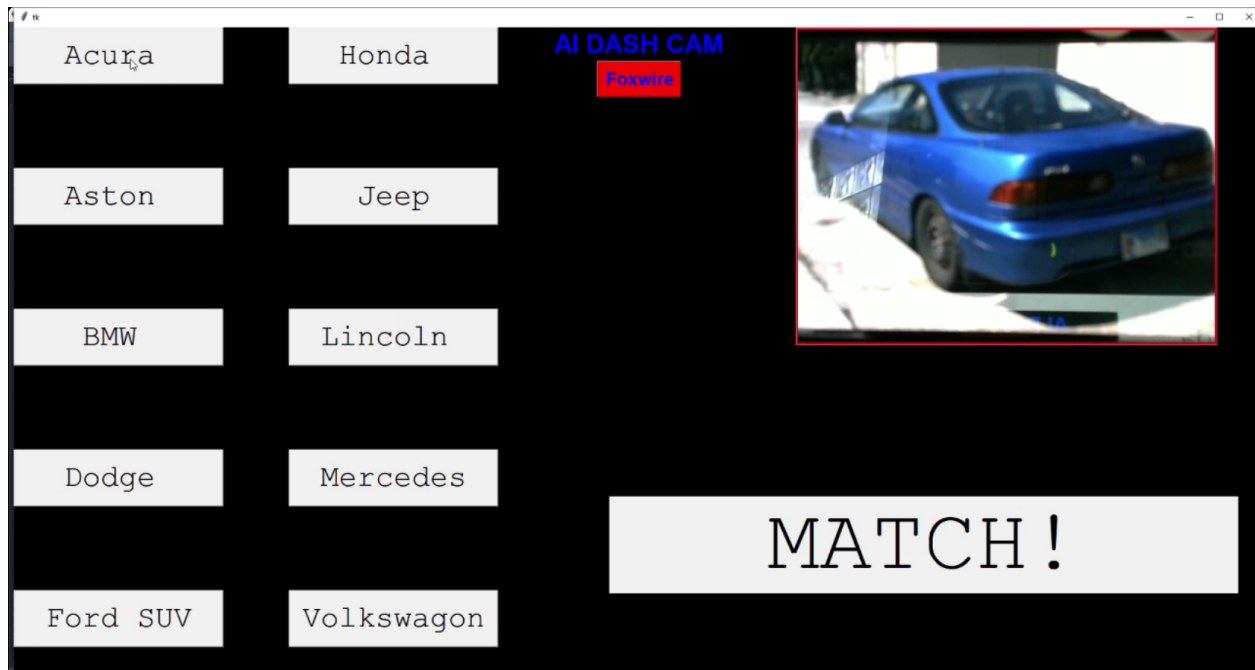 tk
Acura
Honda
AI DASH CAM
Foxwire
Aston
Jeep
BMW
Lincoln
Dodge
Mercedes
MATCH!
Ford SUV
Volkswagon